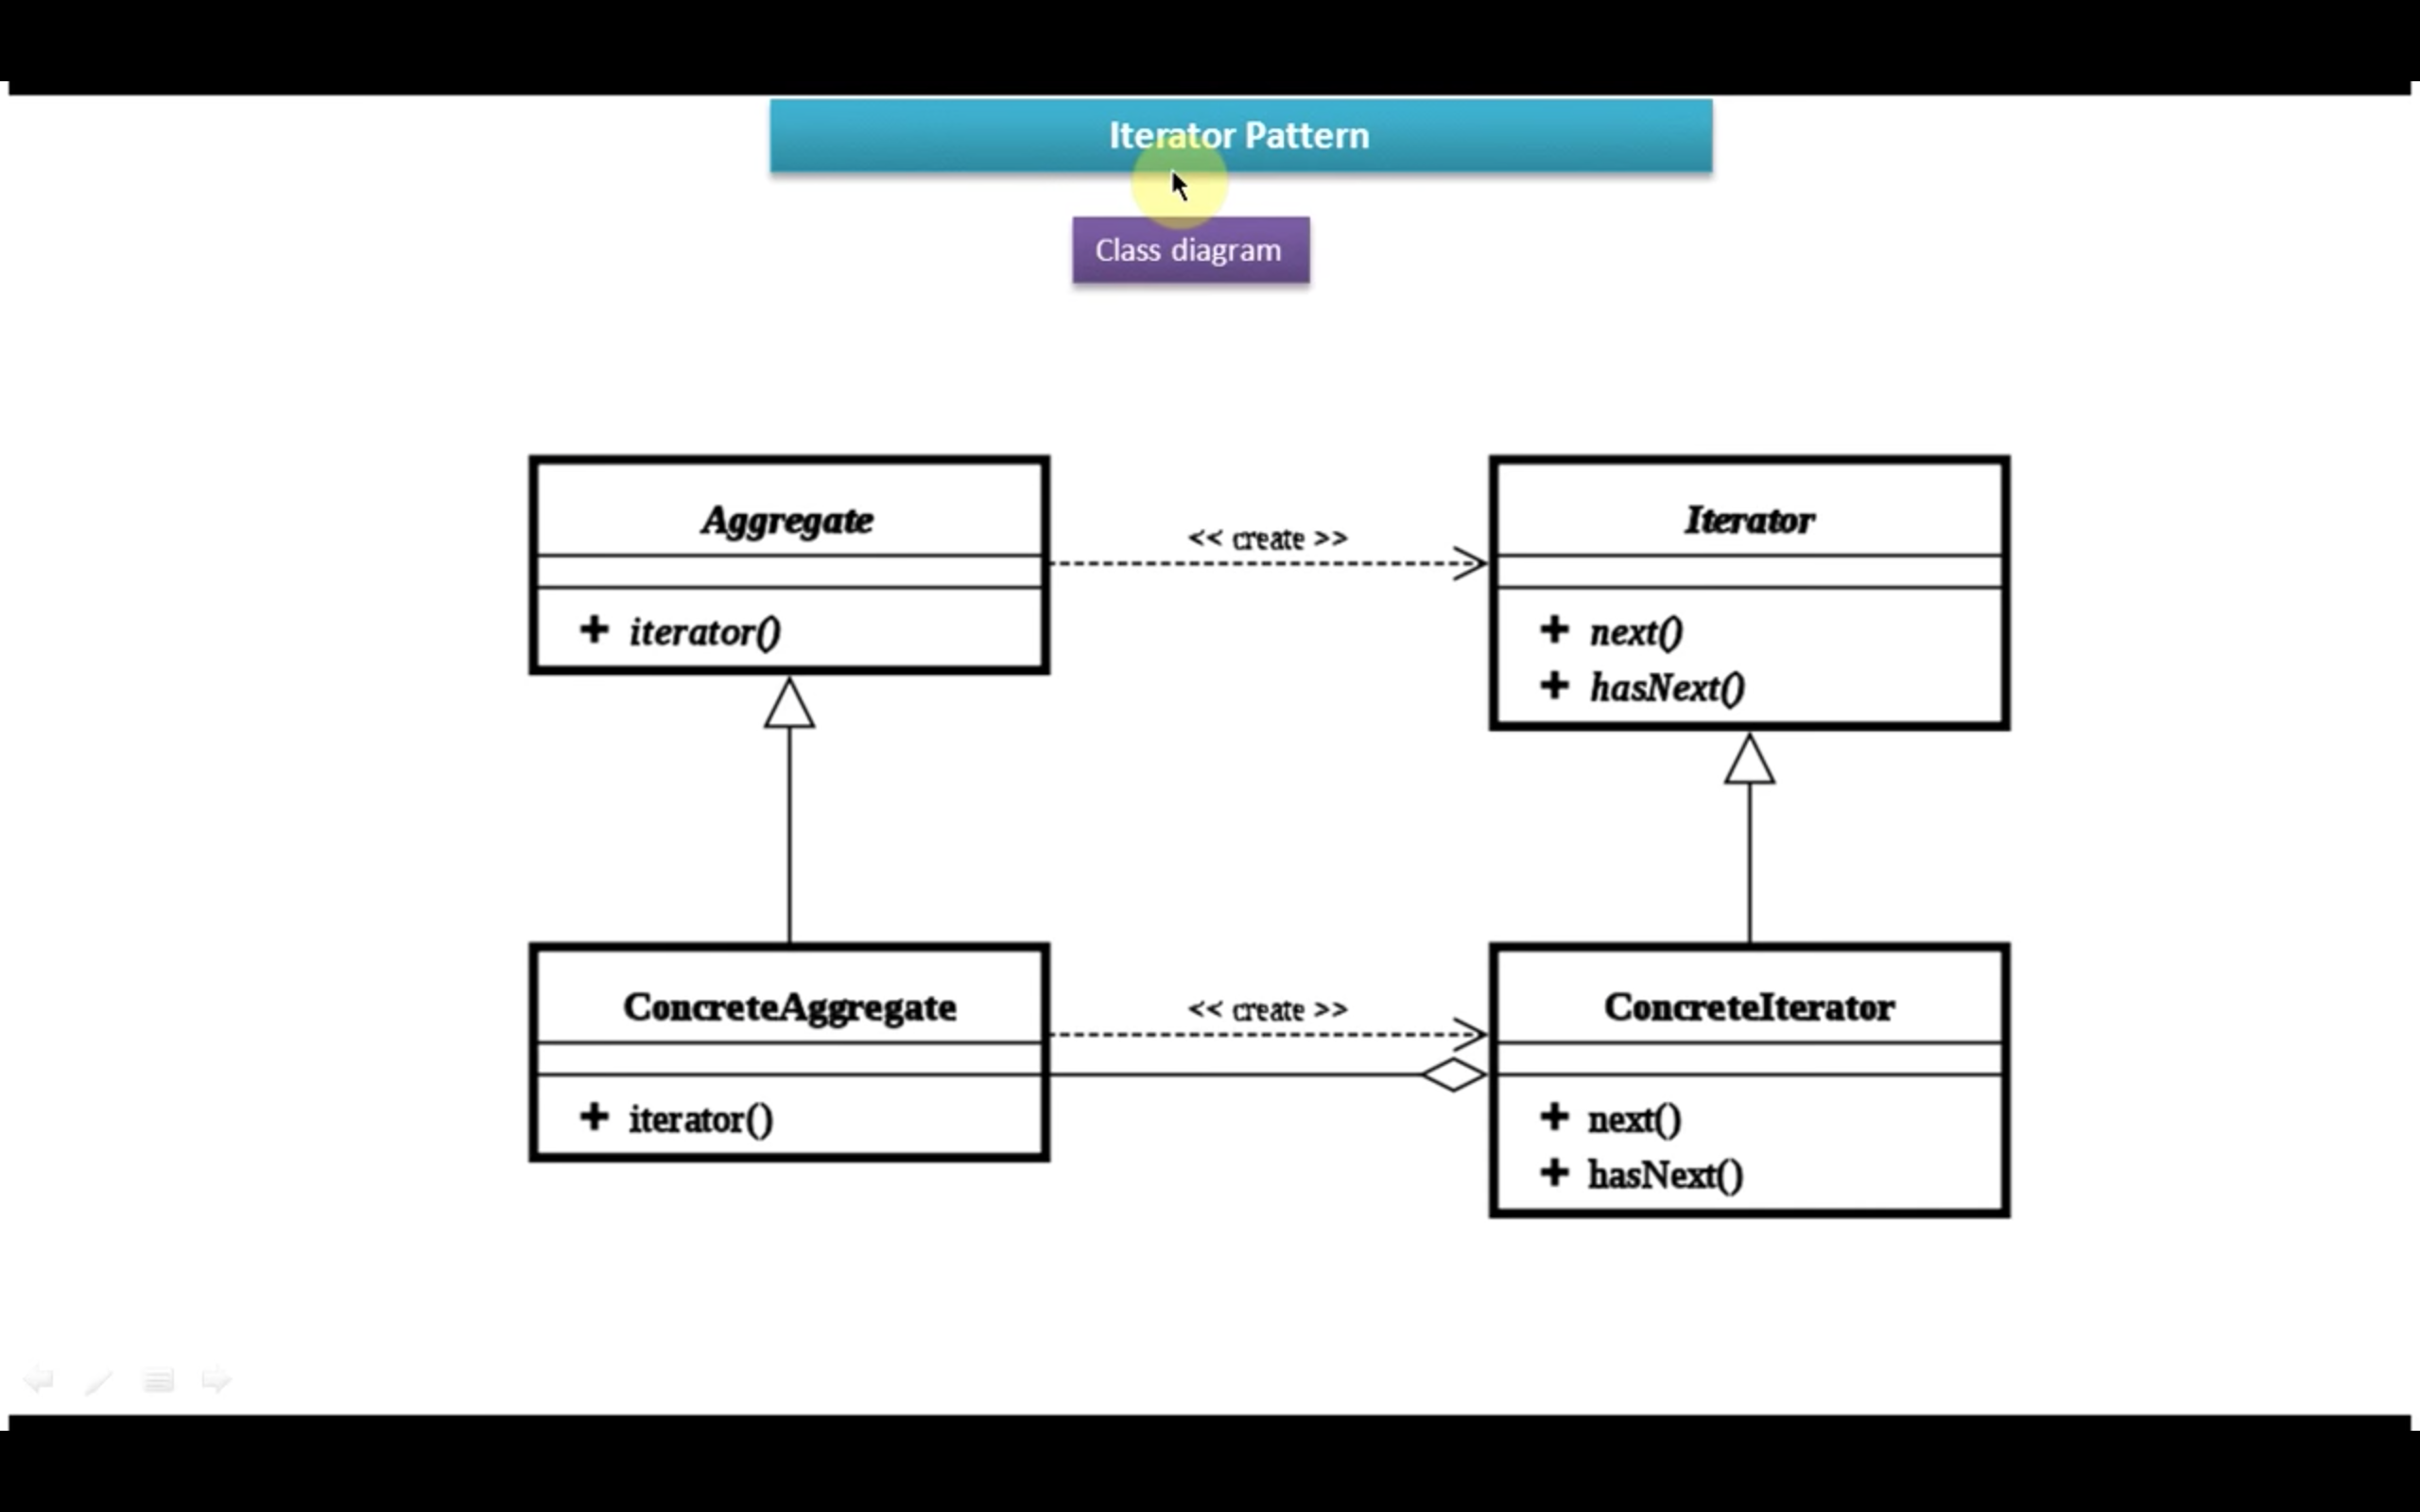 Iterator Pattern
Class diagram
Aggregate
+ iterator()
<< create >>
Iterator
+ next()
+ hasNext()
ConcreteAggregate
+ iterator()
<< create >>
ConcreteIterator
+ next()
+ hasNext()